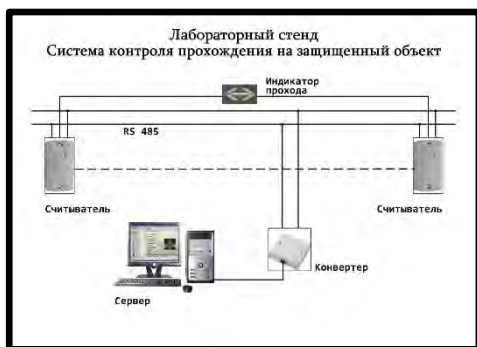 Лабораторный стенд
Система контроля прохождения на защищенный объект
Индикатор
прохода
RS 485
Считыватель
Считыватель
Конвертер
Сервер